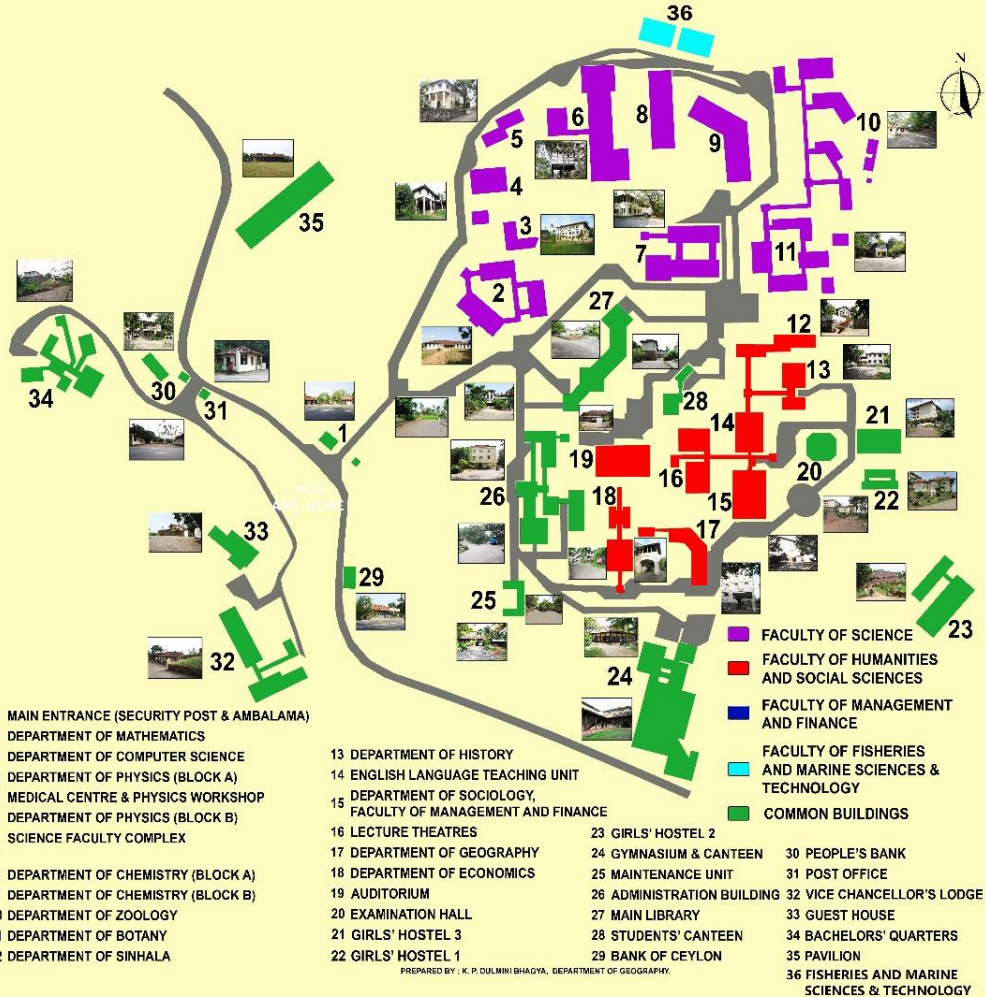 36
N
8
6
5
10
9
4
35
3
7
11
2
27
12
13
30
34
31
28
21
1
14
19
20
16
26
22
15
18
33
17
YOU
ARE HERE
29
25
23
32
24
FACULTY OF SCIENCE
FACULTY OF HUMANITIES
AND SOCIAL SCIENCES
FACULTY OF MANAGEMENT
AND FINANCE
FACULTY OF FISHERIES
AND MARINE SCIENCES &
TECHNOLOGY
COMMON BUILDINGS
MAIN ENTRANCE (SECURITY POST & AMBALAMA)
DEPARTMENT OF MATHEMATICS
DEPARTMENT OF COMPUTER SCIENCE
DEPARTMENT OF PHYSICS (BLOCK A)
MEDICAL CENTRE & PHYSICS WORKSHOP
DEPARTMENT OF PHYSICS (BLOCK B)
SCIENCE FACULTY COMPLEX
DEPARTMENT OF CHEMISTRY (BLOCK A)
DEPARTMENT OF CHEMISTRY (BLOCK B)
DEPARTMENT OF ZOOLOGY
DEPARTMENT OF BOTANY
DEPARTMENT OF SINHALA
13 DEPARTMENT OF HISTORY
14 ENGLISH LANGUAGE TEACHING UNIT
15 DEPARTMENT OF SOCIOLOGY,
FACULTY OF MANAGEMENT AND FINANCE
16 LECTURE THEATRES
17 DEPARTMENT OF GEOGRAPHY
18 DEPARTMENT OF ECONOMICS
19 AUDITORIUM
20 EXAMINATION HALL
21 GIRLS' HOSTEL 3
22 GIRLS' HOSTEL 1
23 GIRLS' HOSTEL 2
24 GYMNASIUM & CANTEEN
25 MAINTENANCE UNIT
26 ADMINISTRATION BUILDING
27 MAIN LIBRARY
28 STUDENTS' CANTEEN
29 BANK OF CEYLON
30 PEOPLE'S BANK
31 POST OFFICE
32 VICE CHANCELLOR'S LODGE
33 GUEST HOUSE
34 BACHELORS' QUARTERS
35 PAVILION
36 FISHERIES AND MARINE
SCIENCES & TECHNOLOGY
PREPARED BY : K. P. DULMINI BHAGYA, DEPARTMENT OF GEOGRAPHY.